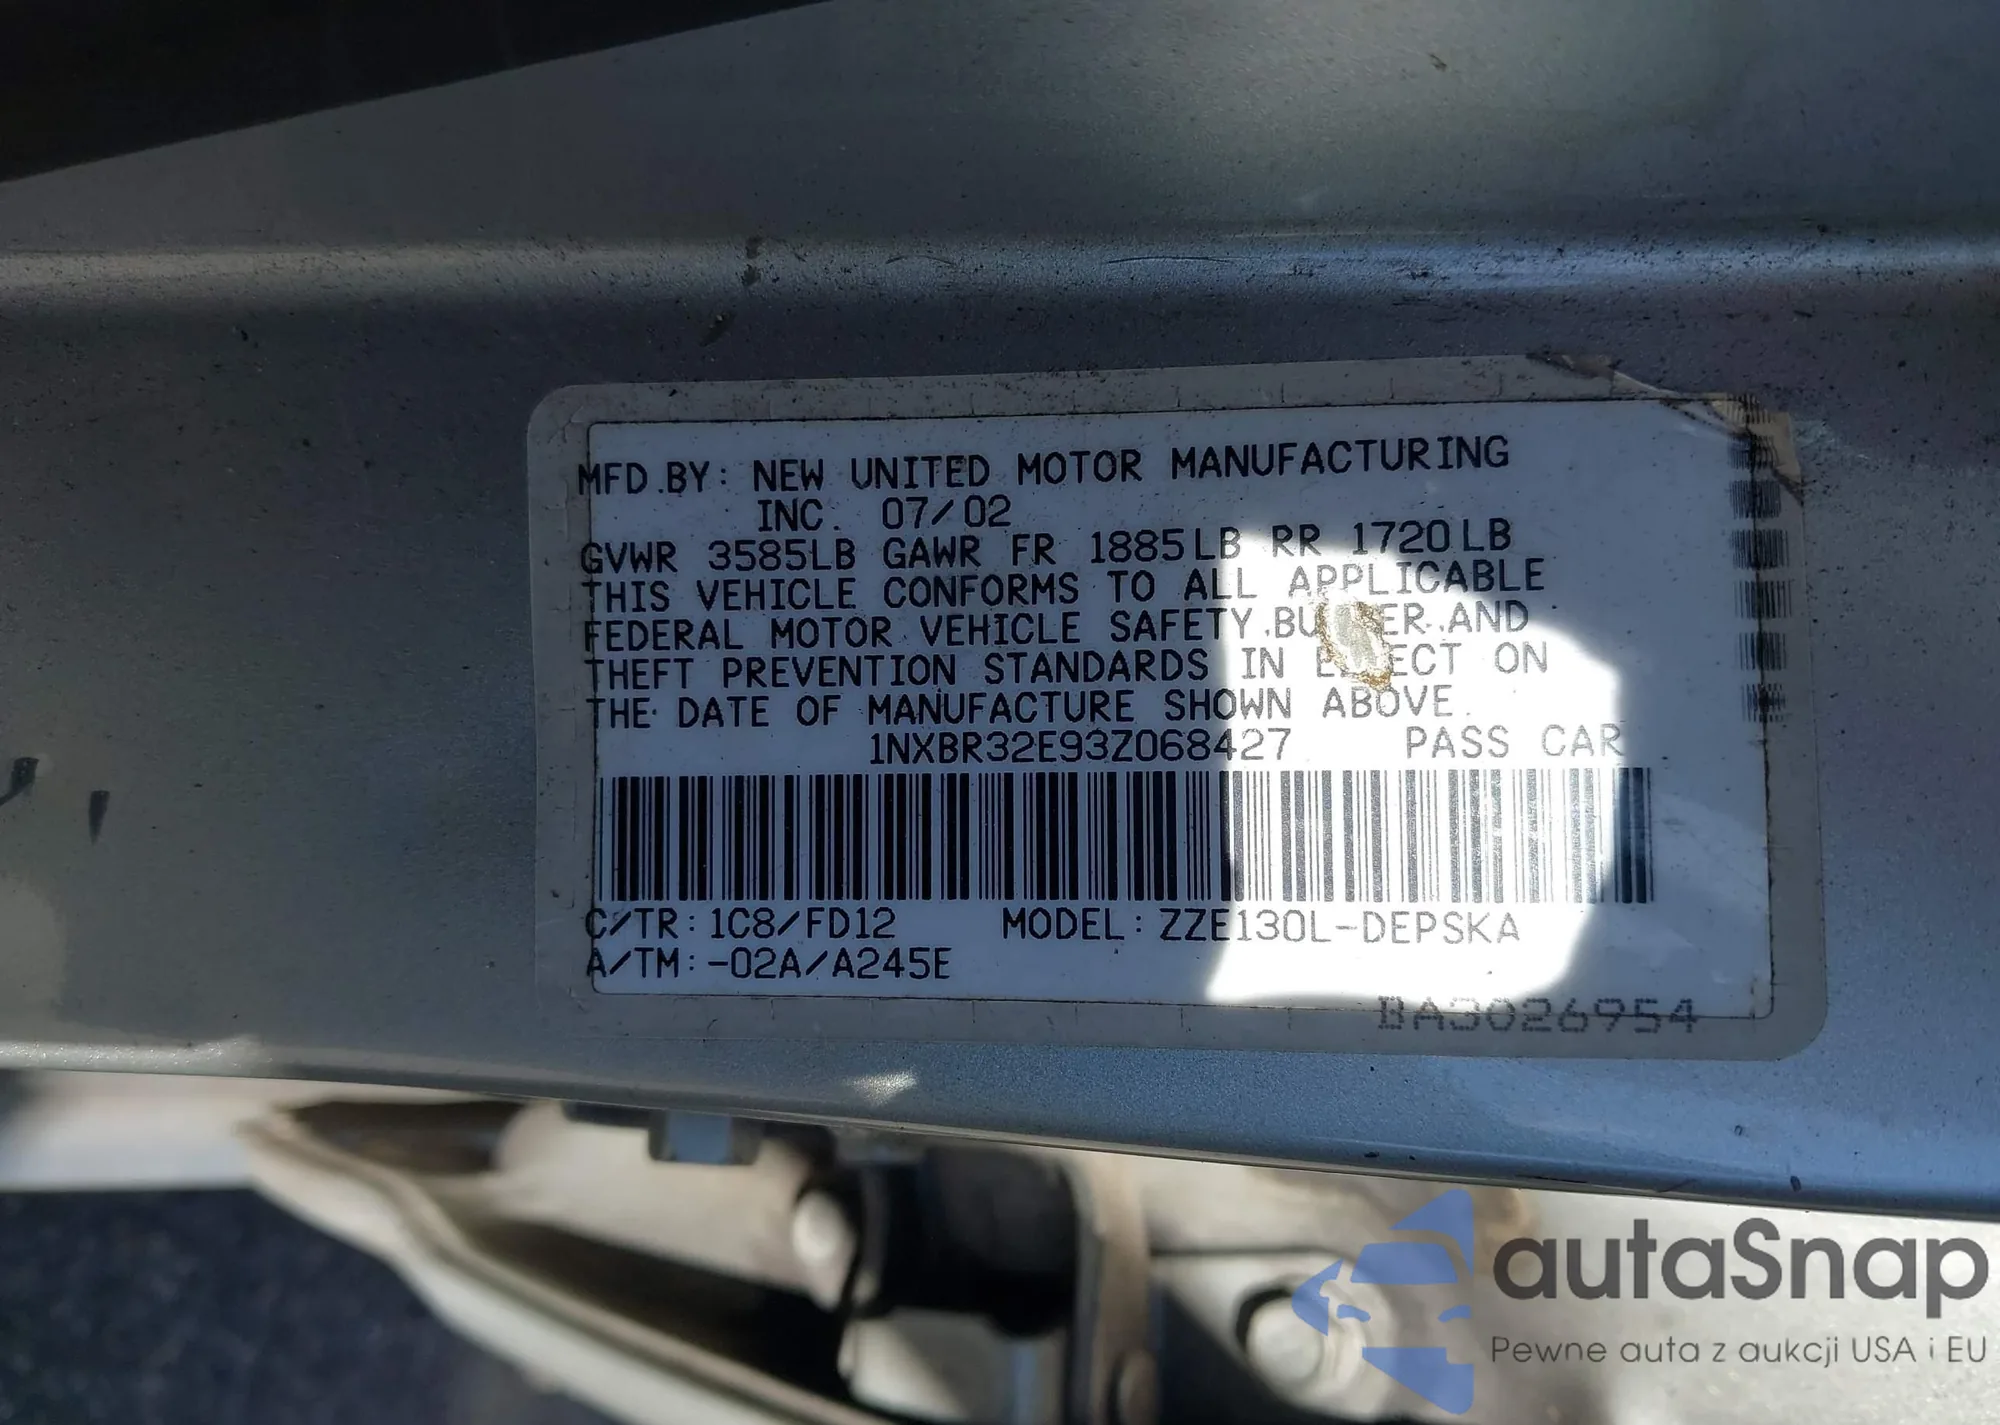 MFD.BY: NEW UNITED MOTOR MANUFACTURING
INC. 07/02
GVWR 3585LB GAWR FR 1885LB RR 1720LB
THIS VEHICLE CONFORMS TO ALL APPLICABLE
FEDERAL MOTOR VEHICLE SAFETY, AND
THEFT PREVENTION STANDARDS IN ON
THE DATE OF MANUFACTURE SHOWN ABOVE.
1NXBR32E93Z068427 PASS CAR
C/TR: 1C8/FD12 MODEL: ZZE130L-DEPSKA
A/TM: -02A/A245E
BA3026954
autaSnap
Pewne auta z aukcji USA i EU